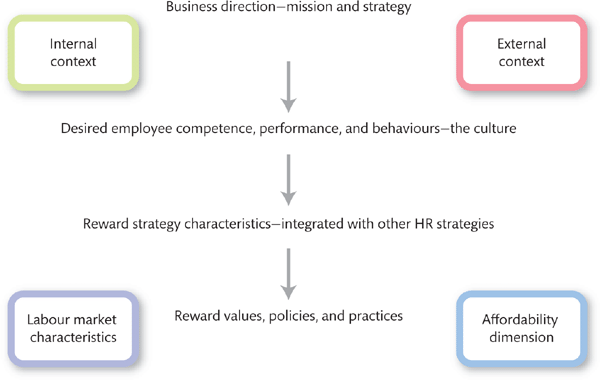 Business direction–mission and strategy
Internal
context
External
context
Desired employee competence, performance, and behaviours–the culture
Reward strategy characteristics–integrated with other HR strategies
Labour market
characteristics
Reward values, policies, and practices
Affordability
dimension